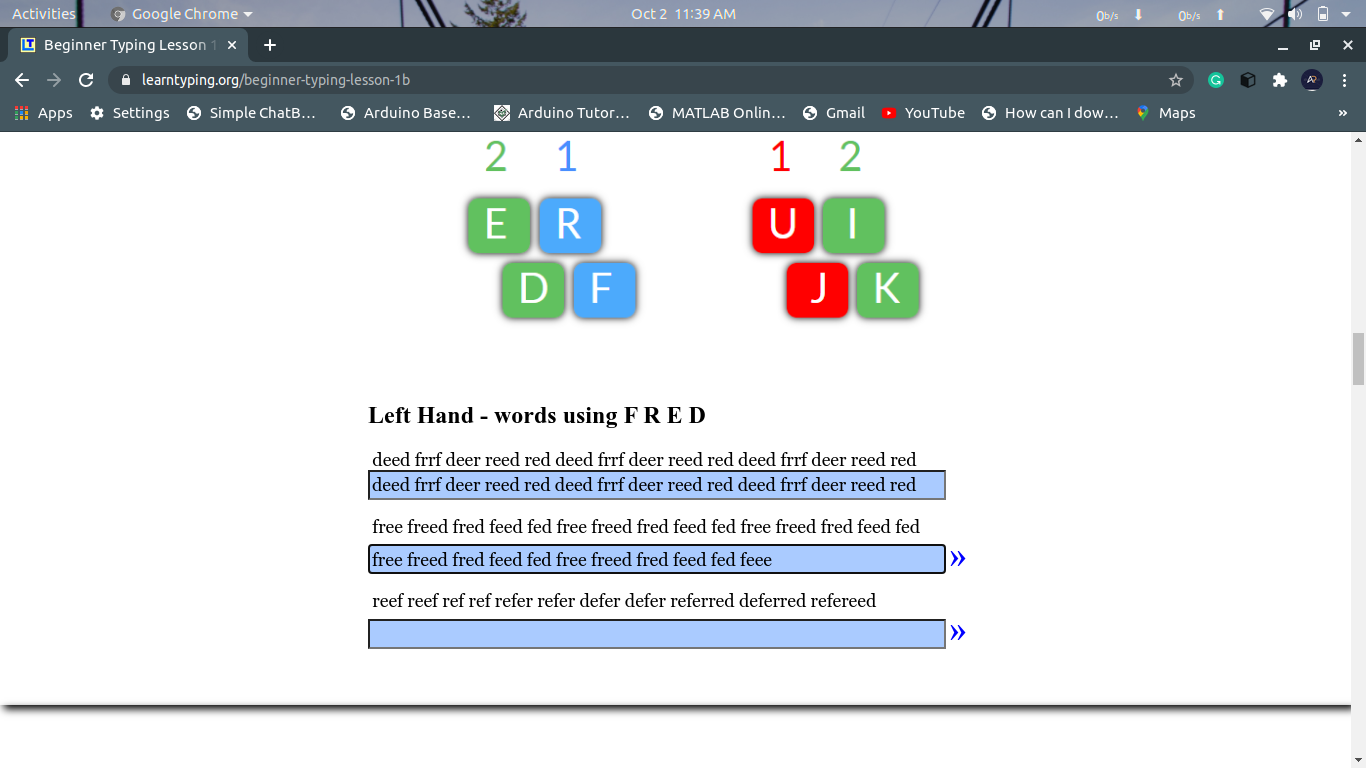 Activities Google Chrome Oct 2 11:39 AM 0b/s 0b/s
Beginner Typing Lesson 1
learntyping.org/beginner-typing-lesson-1b
Apps Settings Simple ChatB… Arduino Base… Arduino Tutor… MATLAB Onlin… Gmail YouTube How can I dow… Maps »
2 1 1 2
E R U I
D F J K
Left Hand - words using F R E D
deed frrf deer reed red deed frrf deer reed red deed frrf deer reed red
deed frrf deer reed red deed frrf deer reed red deed frrf deer reed red
free freed fred feed fed free freed fred feed fed free freed fred feed fed
free freed fred feed fed free freed fred feed fed feee »
reef reef ref ref refer refer defer defer referred deferred refereed
»